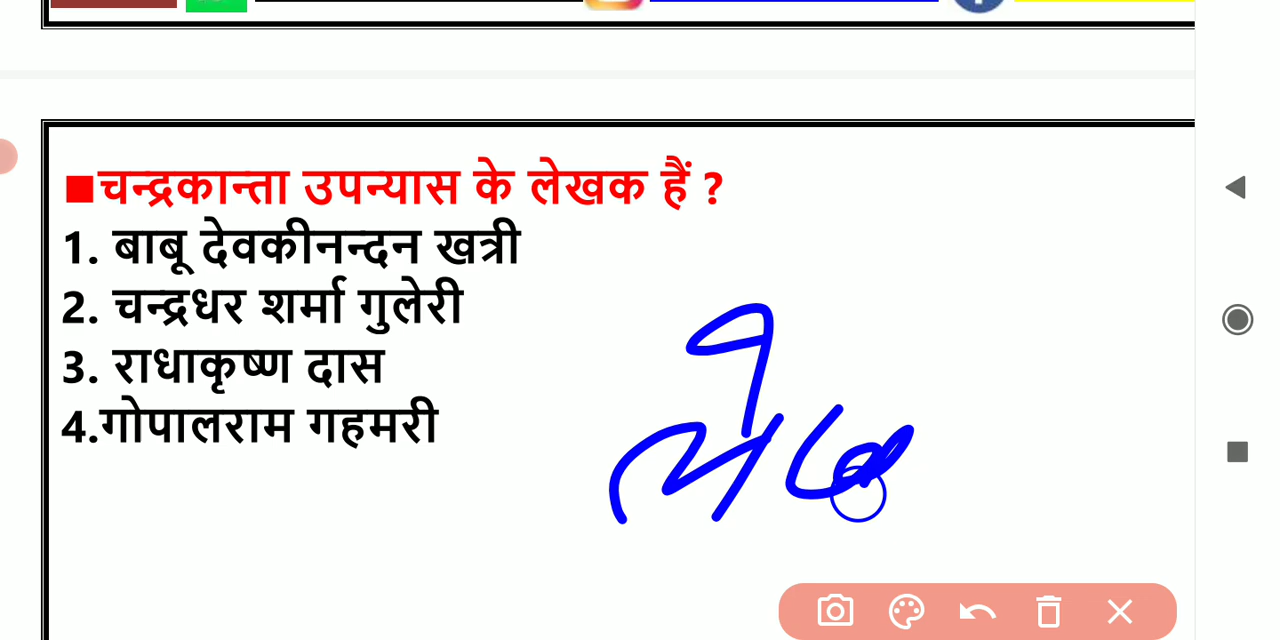 ■चन्द्रकान्ता उपन्यास के लेखक हैं ?
1. बाबू देवकीनन्दन खत्री
2. चन्द्रधर शर्मा गुलेरी
3. राधाकृष्ण दास
4.गोपालराम गहमरी